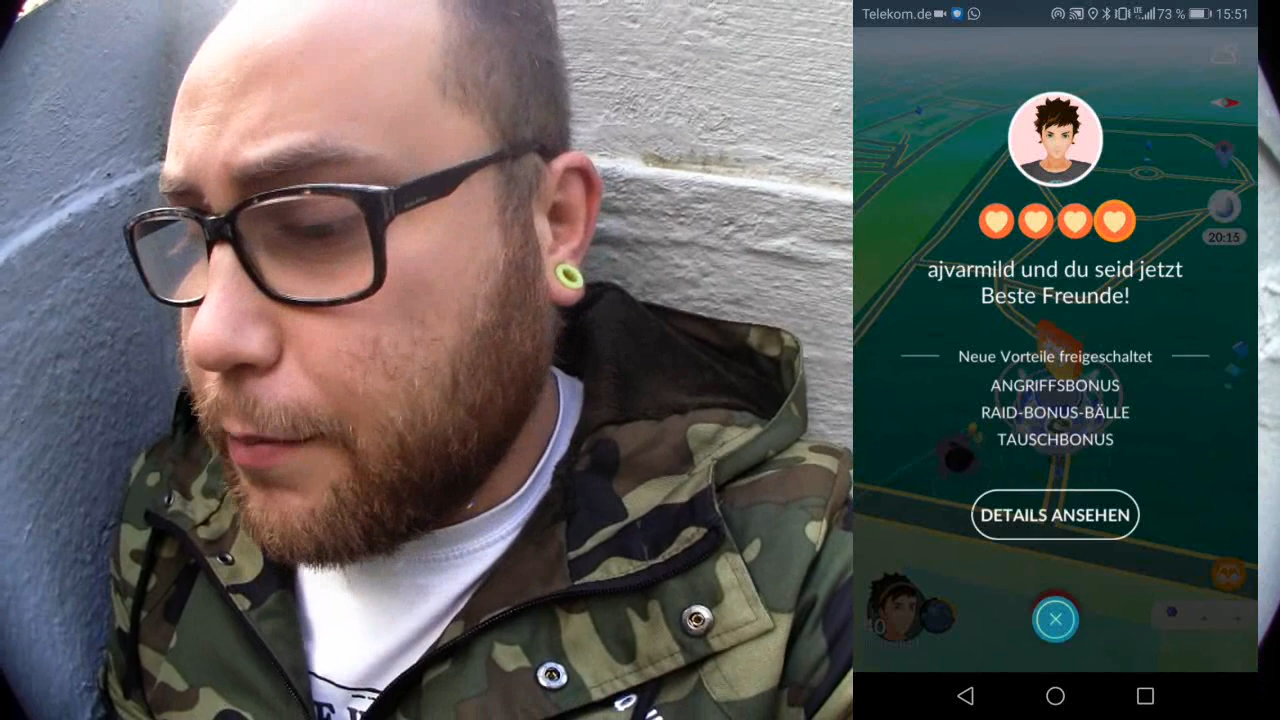 Telekom.de 73 % 15:51
20:15
ajvarmild und du seid jetzt
Beste Freunde!
Neue Vorteile freigeschaltet
ANGRIFFSBONUS
RAID-BONUS-BÄLLE
TAUSCHBONUS
DETAILS ANSEHEN
40